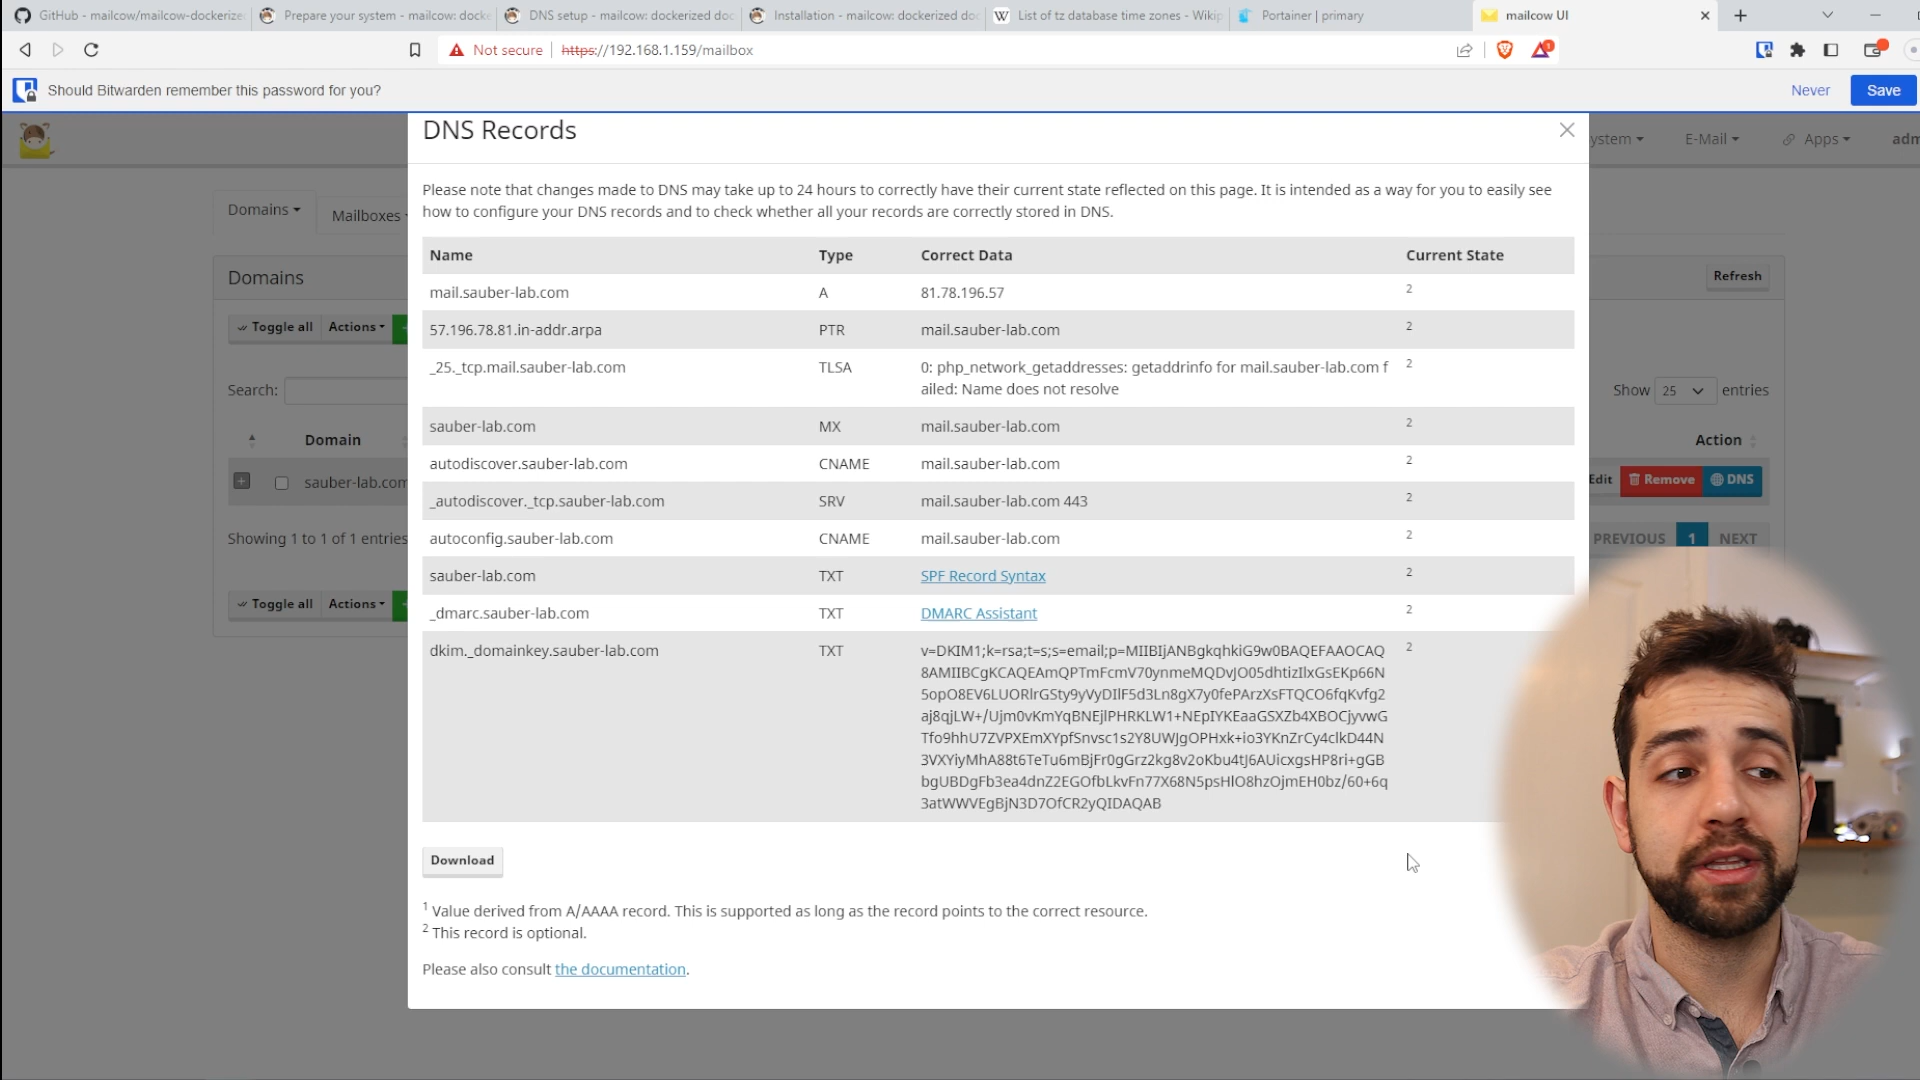 GitHub - mailcow/mailcow-dockerize
Prepare your system - mailcow: docke
DNS setup - mailcow: dockerized doc
Installation - mailcow: dockerized doc
W List of tz database time zones - Wikip
Portainer | primary
mailcow UI
Not secure https://192.168.1.159/mailbox
1
Should Bitwarden remember this password for you?
Never
Save
DNS Records
ystem
E-Mail
Apps
adm
Please note that changes made to DNS may take up to 24 hours to correctly have their current state reflected on this page. It is intended as a way for you to easily see
how to configure your DNS records and to check whether all your records are correctly stored in DNS.
Domains
Mailboxes
Name Type Correct Data Current State
Domains
Refresh
mail.sauber-lab.com A 81.78.196.57 2
Toggle all Actions
57.196.78.81.in-addr.arpa PTR mail.sauber-lab.com 2
_25._tcp.mail.sauber-lab.com TLSA 0: php_network_getaddresses: getaddrinfo for mail.sauber-lab.com f 2
ailed: Name does not resolve
Search:
Show 25 entries
sauber-lab.com MX mail.sauber-lab.com 2
Domain
Action
autodiscover.sauber-lab.com CNAME mail.sauber-lab.com 2
sauber-lab.com
Edit Remove DNS
_autodiscover._tcp.sauber-lab.com SRV mail.sauber-lab.com 443 2
autoconfig.sauber-lab.com CNAME mail.sauber-lab.com 2
Showing 1 to 1 of 1 entries
PREVIOUS 1 NEXT
sauber-lab.com TXT SPF Record Syntax 2
Toggle all Actions
_dmarc.sauber-lab.com TXT DMARC Assistant 2
dkim._domainkey.sauber-lab.com TXT v=DKIM1;k=rsa;t=s;s=email;p=MIIBIjANBgkqhkiG9w0BAQEFAAOCAQ 2
8AMIIBCgKCAQEAmQPTmFcmV70ynmeMQDvJO05dhtizIlxGsEKp66N
5opO8EV6LUORlrGSty9yVyDIlF5d3Ln8gX7y0fePArzXsFTQCO6fqKvfg2
aj8qjLW+/Ujm0vKmYqBNEjlPHRKLW1+NEpIYKEaaGSXZb4XBOCjyvwG
Tfo9hhU7ZVPXEmXYpfSnvsc1s2Y8UWJgOPHxk+io3YKnZrCy4clkD44N
3VXYiyMhA88t6TeTu6mBjFr0gGrz2kg8v2oKbu4tJ6AUicxgsHP8ri+gGB
bgUBDgFb3ea4dnZ2EGOfbLkvFn77X68N5psHlO8hzOjmEH0bz/60+6q
3atWWVEgBjN3D7OfCR2yQIDAQAB
Download
1 Value derived from A/AAAA record. This is supported as long as the record points to the correct resource.
2 This record is optional.
Please also consult the documentation.